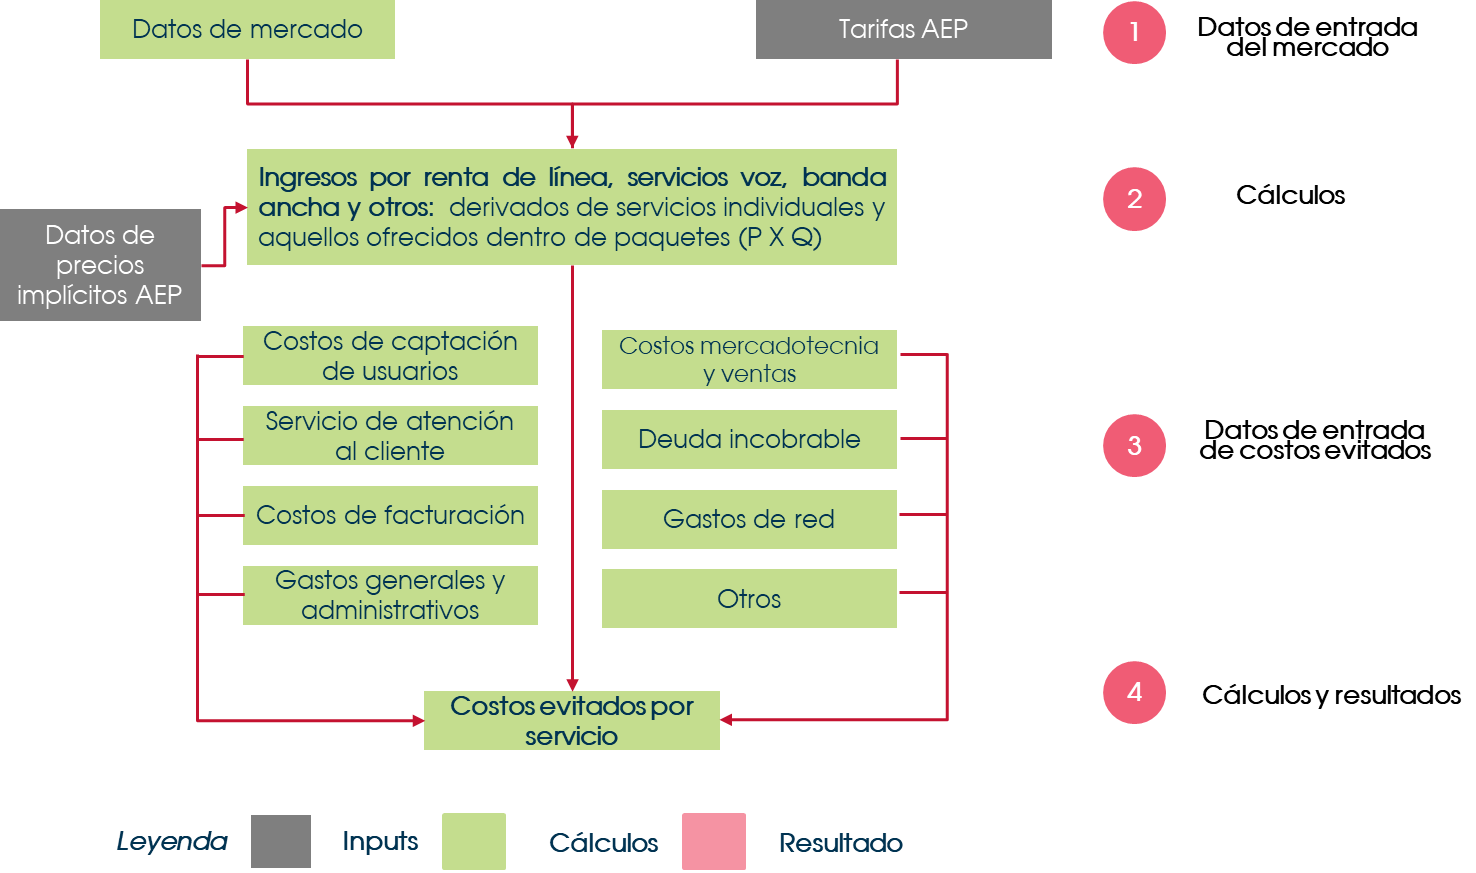 Datos de mercado
Tarifas AEP
1
Datos de entrada
del mercado
Ingresos por renta de línea, servicios voz, banda
ancha y otros: derivados de servicios individuales y
aquellos ofrecidos dentro de paquetes (P X Q)
2
Cálculos
Datos de
precios
implícitos AEP
Costos de captación
de usuarios
Costos mercadotecnia
y ventas
Servicio de atención
al cliente
Deuda incobrable
3
Datos de entrada
de costos evitados
Costos de facturación
Gastos de red
Gastos generales y
administrativos
Otros
Costos evitados por
servicio
4
Cálculos y resultados
Leyenda
Inputs
Cálculos
Resultado